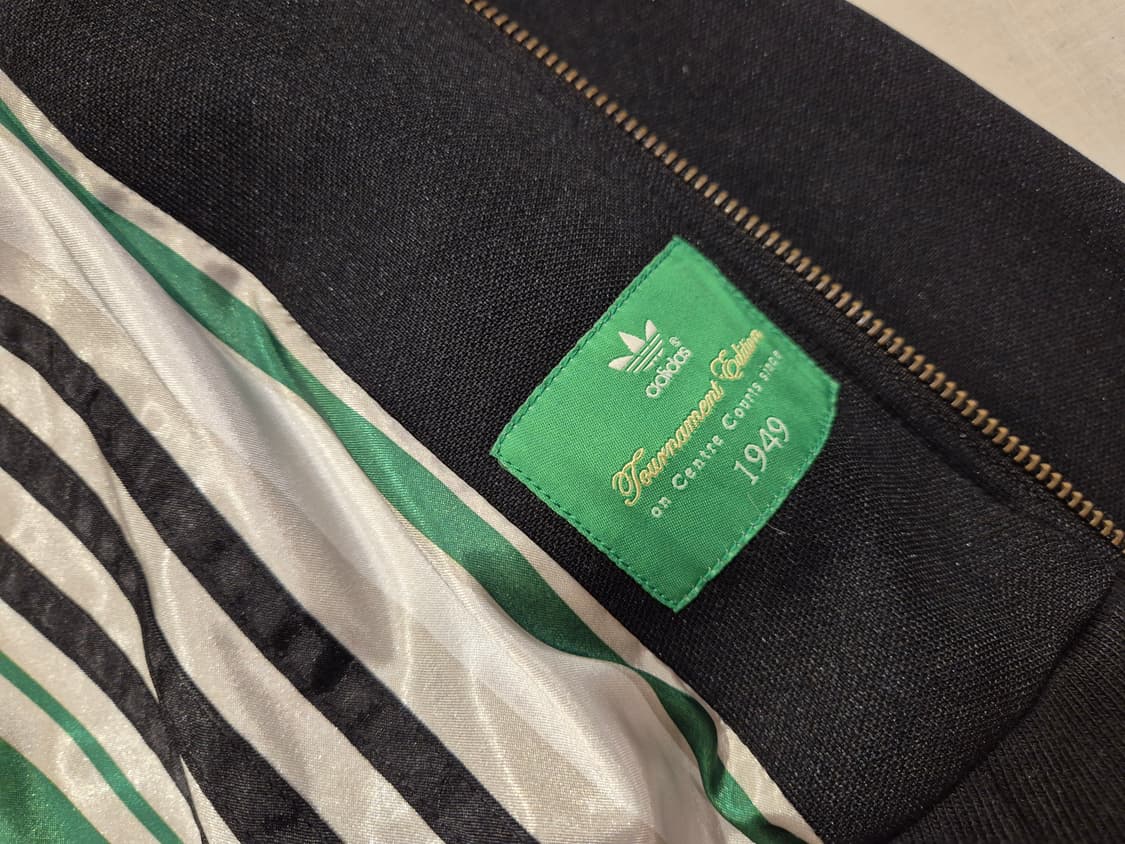 adidas®
Tournament Edition
on Centre Courts since
1949